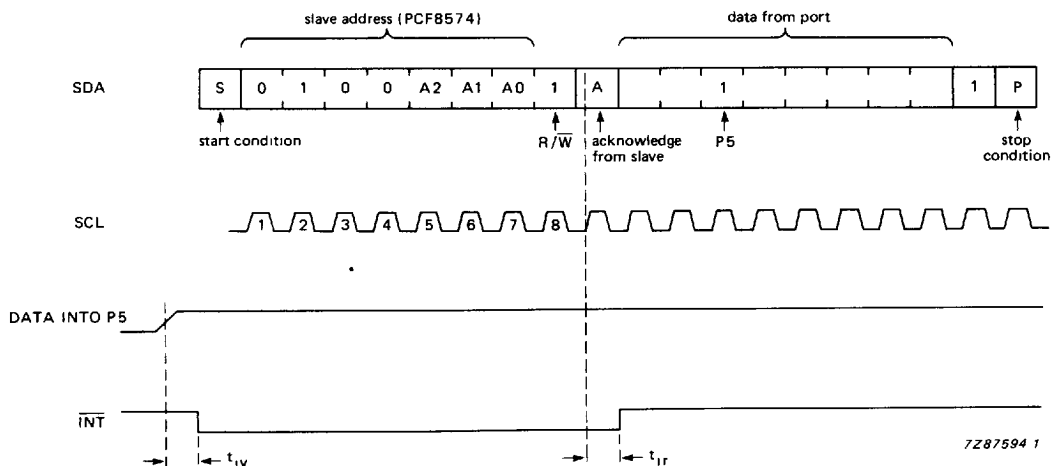 slave address (PCF8574)
data from port
SDA S 0 1 0 0 A2 A1 A0 1 A 1 1 P
start condition
R/W̅
acknowledge
from slave
P5
stop
condition
SCL 1 2 3 4 5 6 7 8
DATA INTO P5
I̅N̅T̅
t_iv
t_ir
7Z87594 1